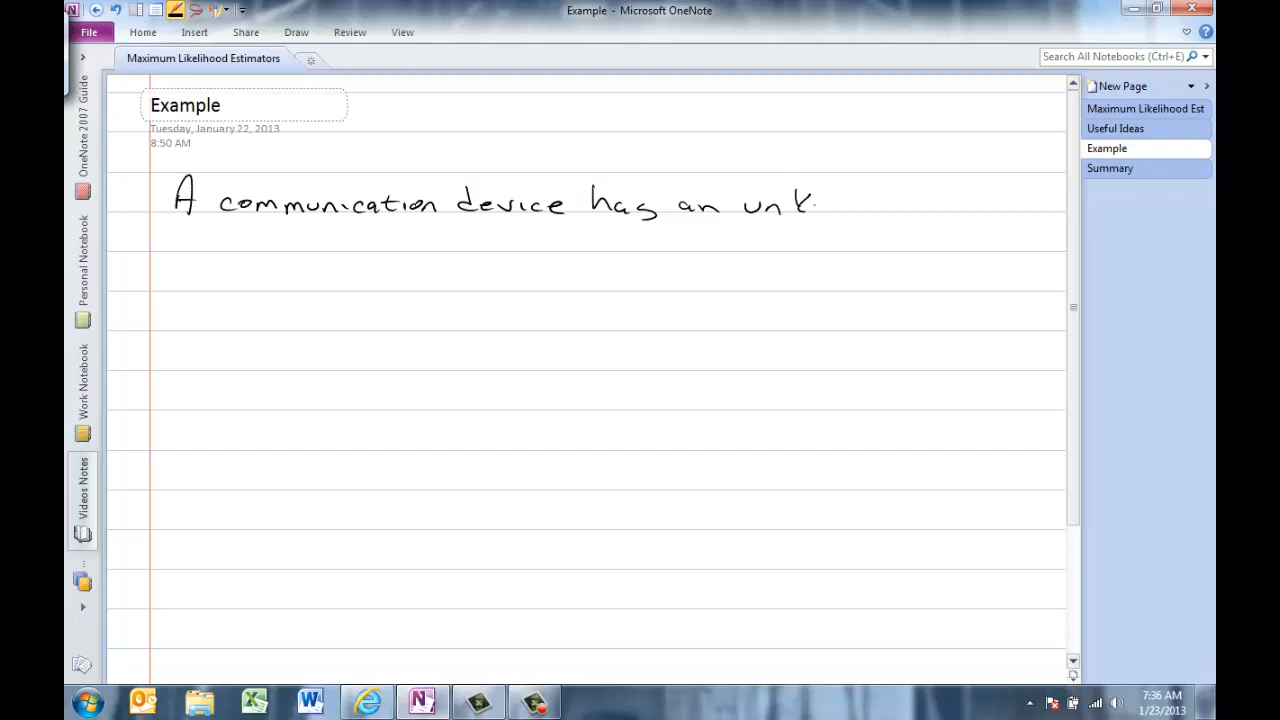 Example - Microsoft OneNote
File Home Insert Share Draw Review View
Maximum Likelihood Estimators
Search All Notebooks (Ctrl+E)
Example
Tuesday, January 22, 2013
8:50 AM
A communication device has an unk
OneNote 2007 Guide
Personal Notebook
Work Notebook
Videos Notes
New Page
Maximum Likelihood Est
Useful Ideas
Example
Summary
7:36 AM
1/23/2013